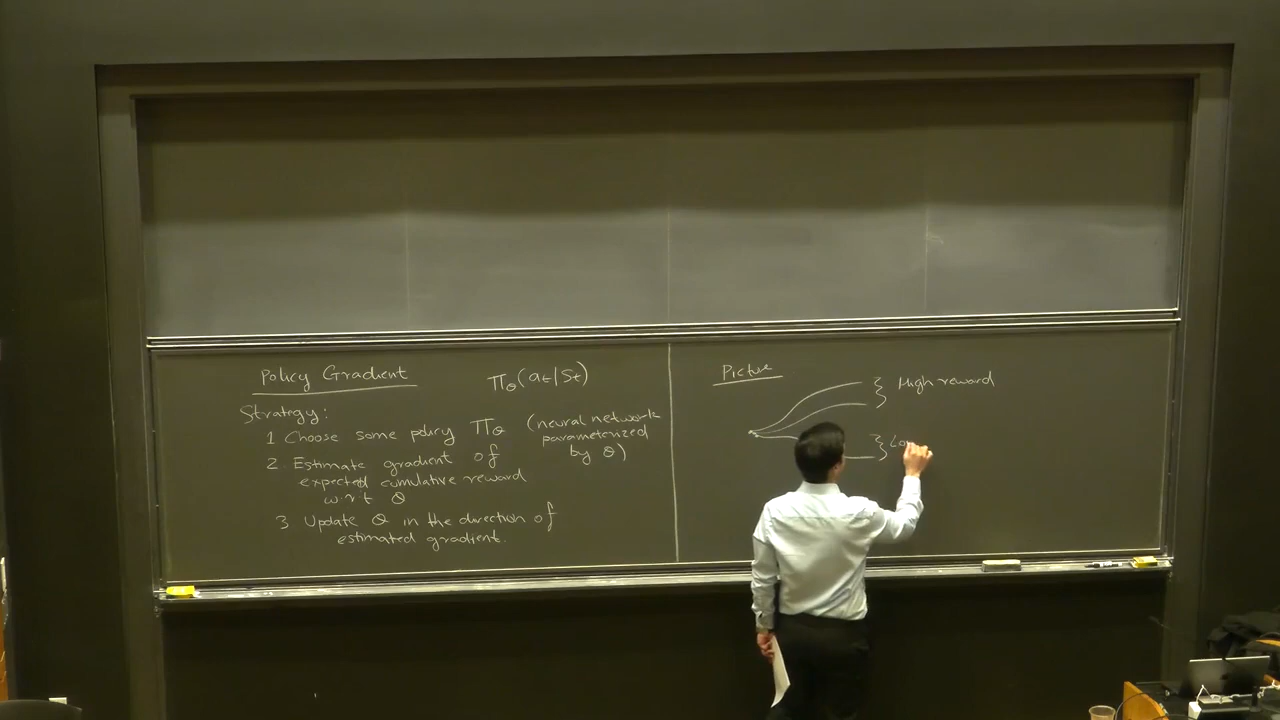 Policy Gradient
Πθ(at|St)
Strategy:
1 Choose some policy Πθ (neural network parameterized by θ)
2. Estimate gradient of
expected cumulative reward
w.r.t θ
3 Update θ in the direction of
estimated gradient.
Picture
} High reward
} Lo